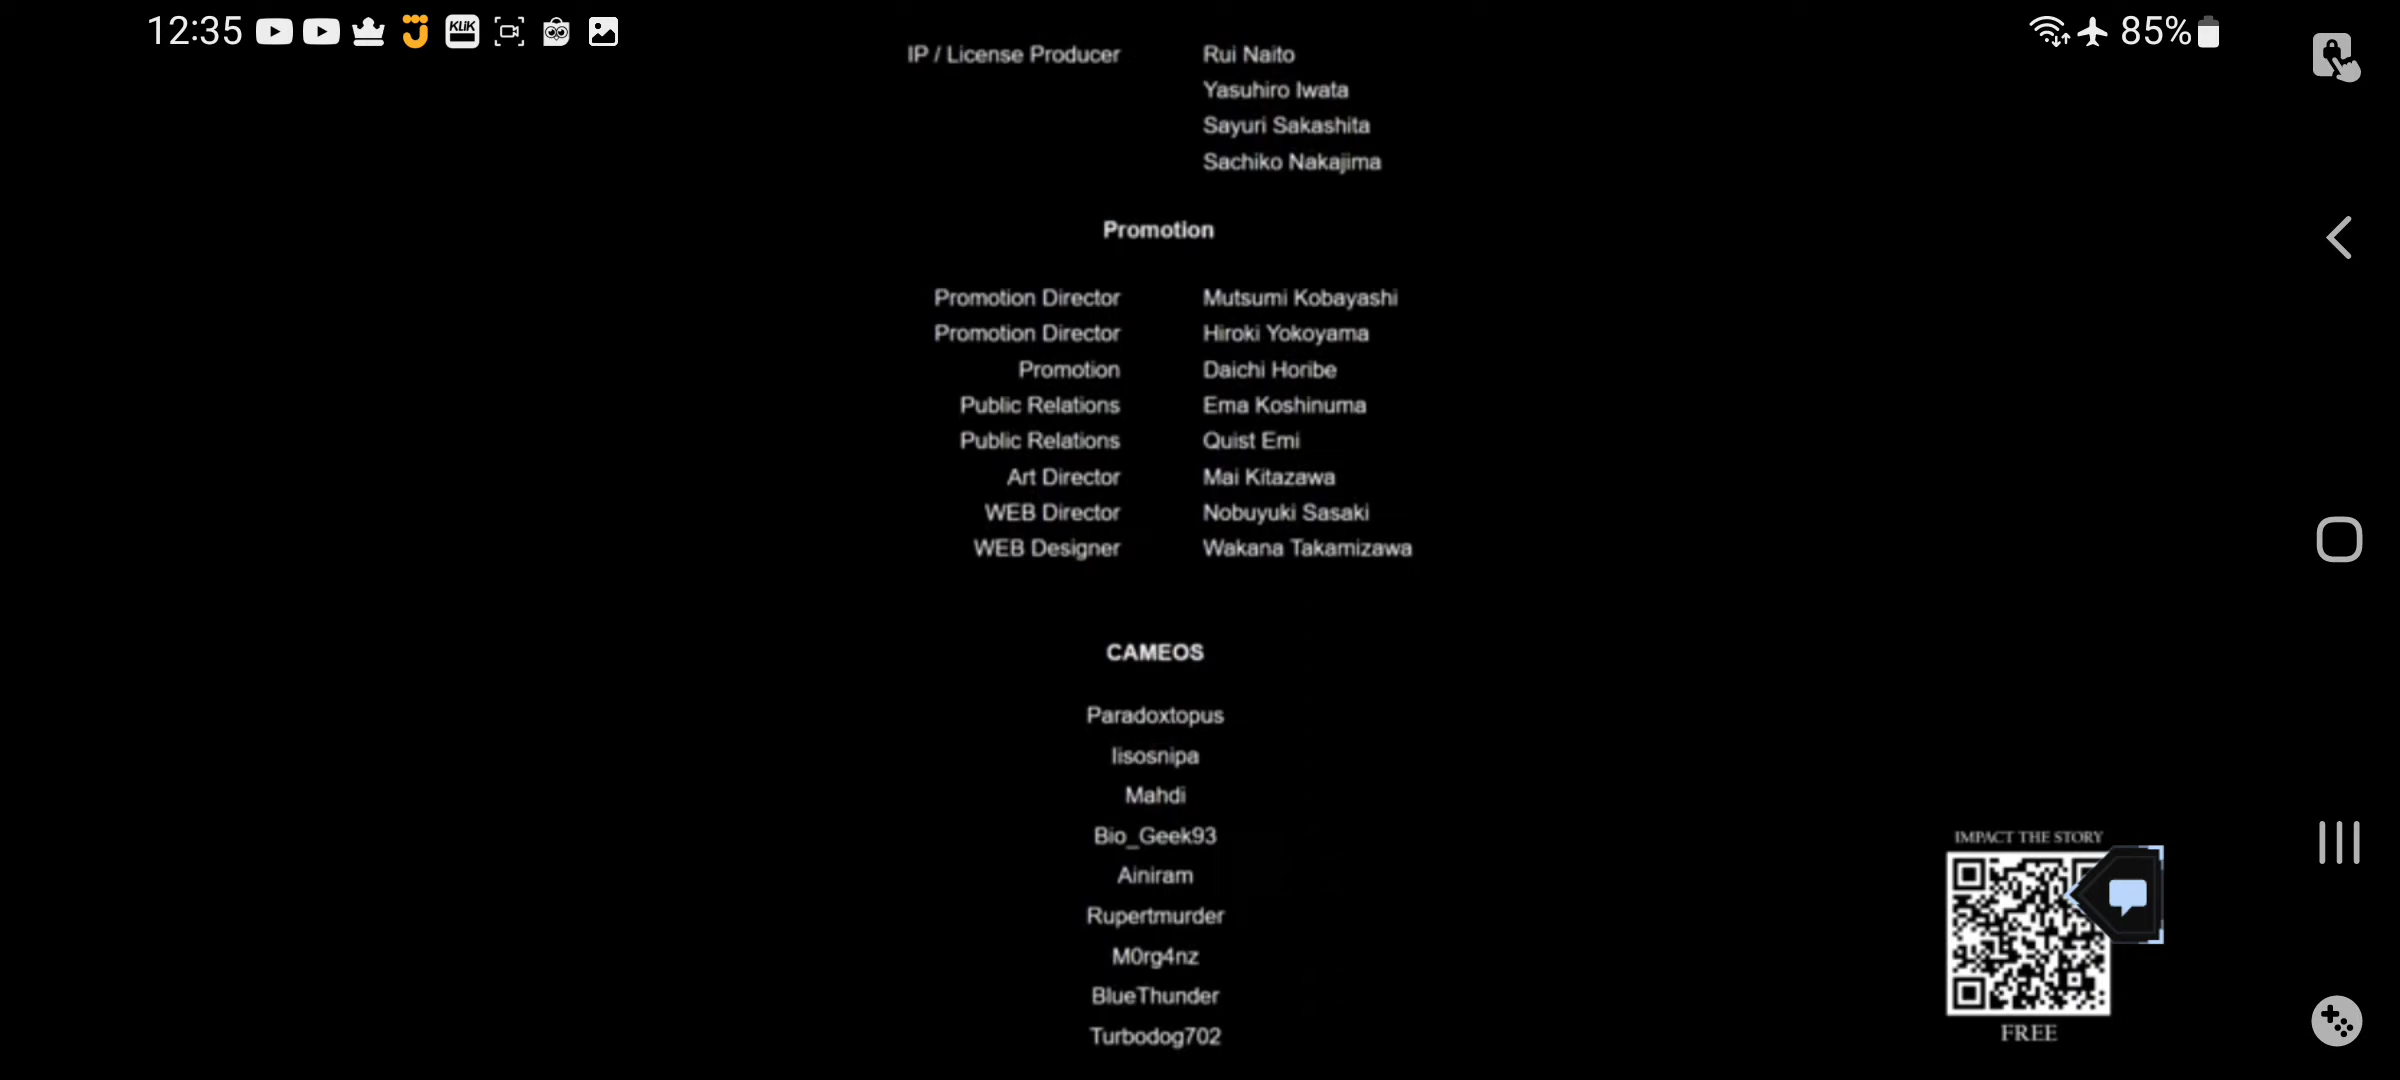 12:35
KLiK
85%
IP / License Producer Rui Naito
Yasuhiro Iwata
Sayuri Sakashita
Sachiko Nakajima
Promotion
Promotion Director Mutsumi Kobayashi
Promotion Director Hiroki Yokoyama
Promotion Daichi Horibe
Public Relations Ema Koshinuma
Public Relations Quist Emi
Art Director Mai Kitazawa
WEB Director Nobuyuki Sasaki
WEB Designer Wakana Takamizawa
CAMEOS
Paradoxtopus
Iisosnipa
Mahdi
Bio_Geek93
Ainiram
Rupertmurder
M0rg4nz
BlueThunder
Turbodog702
IMPACT THE STORY
FREE